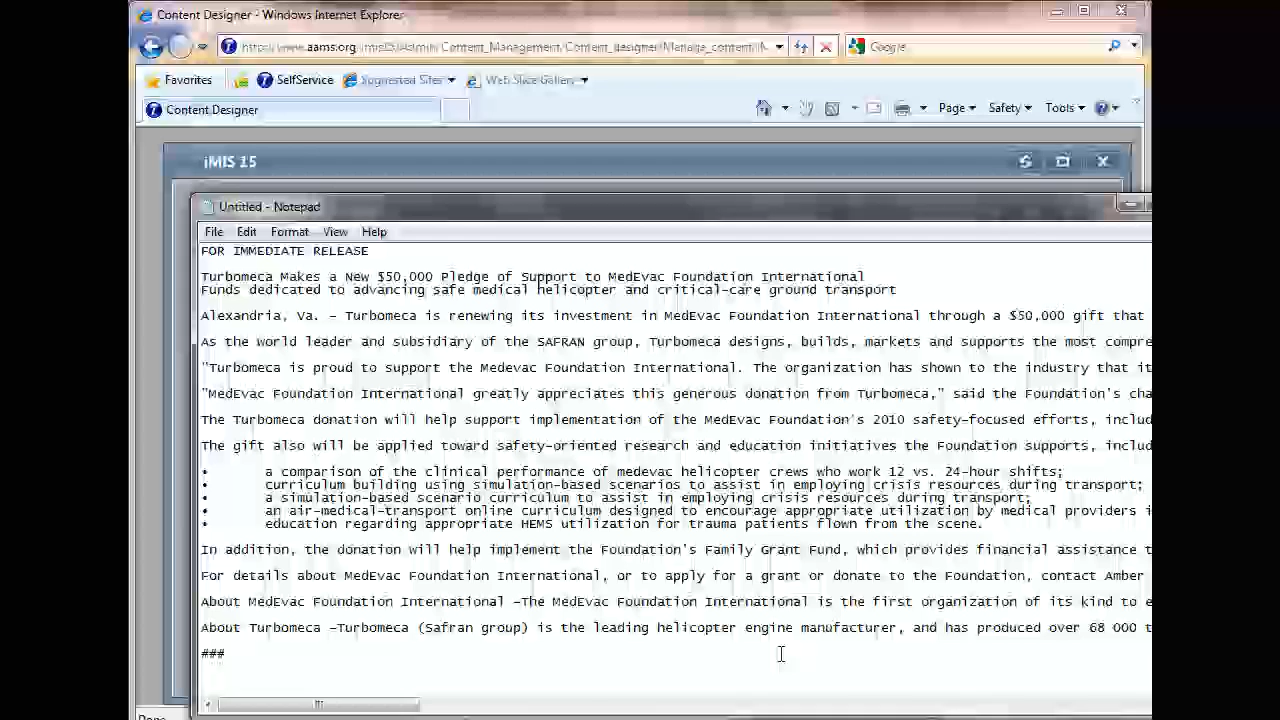 Content Designer - Windows Internet Explorer
Google
Favorites SelfService Suggested Sites Web Slice Gallery
Content Designer
Page Safety Tools
iMIS 15
Untitled - Notepad
File Edit Format View Help
FOR IMMEDIATE RELEASE
Turbomeca Makes a New $50,000 Pledge of Support to MedEvac Foundation International
Funds dedicated to advancing safe medical helicopter and critical-care ground transport
Alexandria, Va. – Turbomeca is renewing its investment in MedEvac Foundation International through a $50,000 gift that
As the world leader and subsidiary of the SAFRAN group, Turbomeca designs, builds, markets and supports the most compre
"Turbomeca is proud to support the Medevac Foundation International. The organization has shown to the industry that it
"MedEvac Foundation International greatly appreciates this generous donation from Turbomeca," said the Foundation's cha
The Turbomeca donation will help support implementation of the MedEvac Foundation's 2010 safety-focused efforts, includ
The gift also will be applied toward safety-oriented research and education initiatives the Foundation supports, includ
• a comparison of the clinical performance of medevac helicopter crews who work 12 vs. 24-hour shifts;
• curriculum building using simulation-based scenarios to assist in employing crisis resources during transport;
• a simulation-based scenario curriculum to assist in employing crisis resources during transport;
• an air-medical-transport online curriculum designed to encourage appropriate utilization by medical providers i
• education regarding appropriate HEMS utilization for trauma patients flown from the scene.
In addition, the donation will help implement the Foundation's Family Grant Fund, which provides financial assistance t
For details about MedEvac Foundation International, or to apply for a grant or donate to the Foundation, contact Amber
About MedEvac Foundation International –The MedEvac Foundation International is the first organization of its kind to e
About Turbomeca –Turbomeca (Safran group) is the leading helicopter engine manufacturer, and has produced over 68 000 t
###